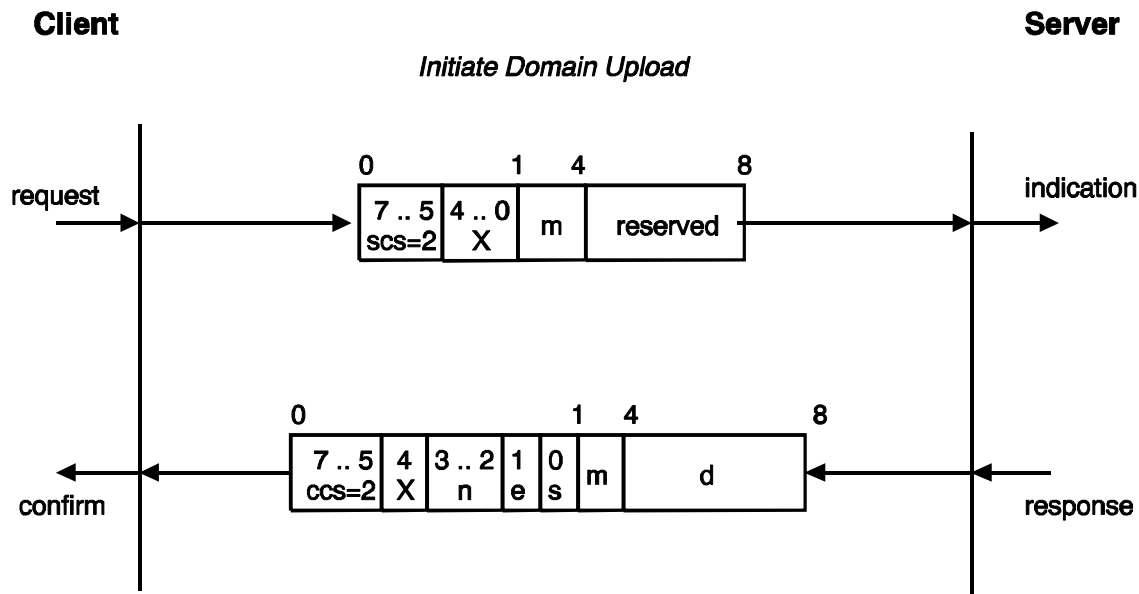 Client Server
Initiate Domain Upload
0 1 4 8
request indication
7 .. 5 4 .. 0
m reserved
scs=2 X
0 1 4 8
7 .. 5 4 3 .. 2 1 0
m d
ccs=2 X n e s
confirm response